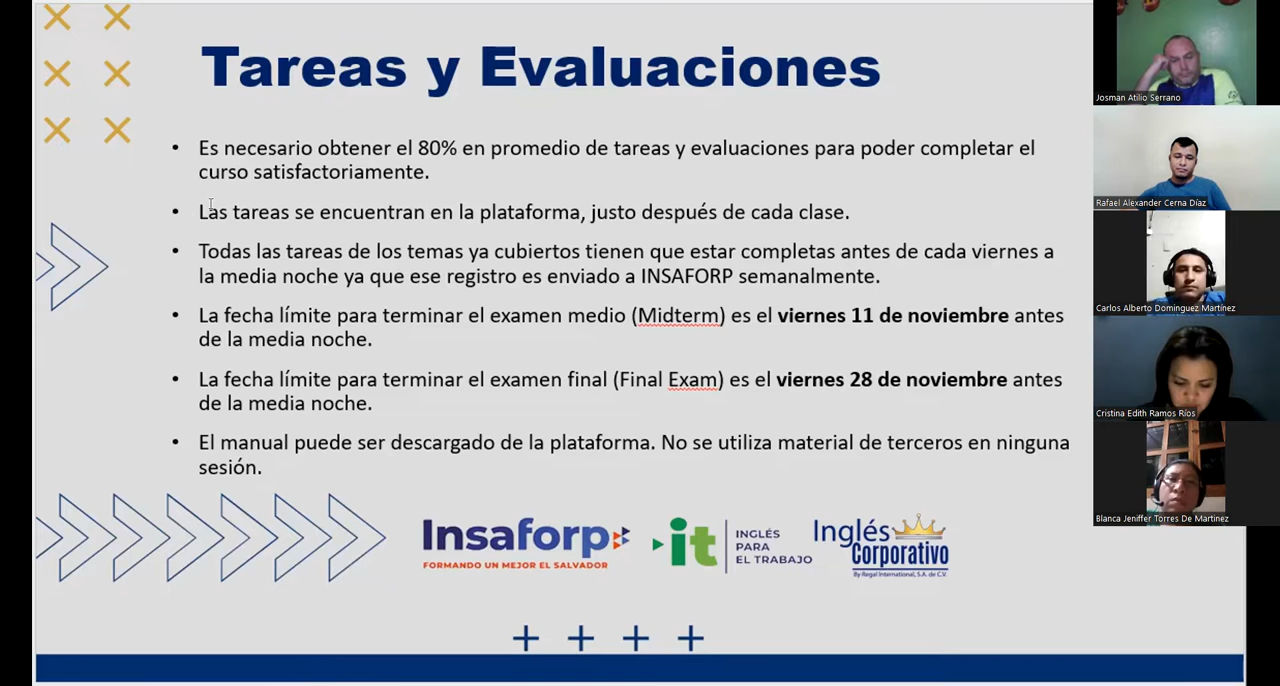 Tareas y Evaluaciones
• Es necesario obtener el 80% en promedio de tareas y evaluaciones para poder completar el
curso satisfactoriamente.
• Las tareas se encuentran en la plataforma, justo después de cada clase.
• Todas las tareas de los temas ya cubiertos tienen que estar completas antes de cada viernes a
la media noche ya que ese registro es enviado a INSAFORP semanalmente.
• La fecha límite para terminar el examen medio (Midterm) es el viernes 11 de noviembre antes
de la media noche.
• La fecha límite para terminar el examen final (Final Exam) es el viernes 28 de noviembre antes
de la media noche.
• El manual puede ser descargado de la plataforma. No se utiliza material de terceros en ninguna
sesión.
Insaforp
FORMANDO UN MEJOR EL SALVADOR
it
INGLÉS
PARA
EL TRABAJO
Inglés
Corporativo
By Regal International, S.A. de C.V.
Josman Atilio Serrano
Rafael Alexander Cerna Díaz
Carlos Alberto Dominguez Martínez
Cristina Edith Ramos Ríos
Blanca Jeniffer Torres De Martinez